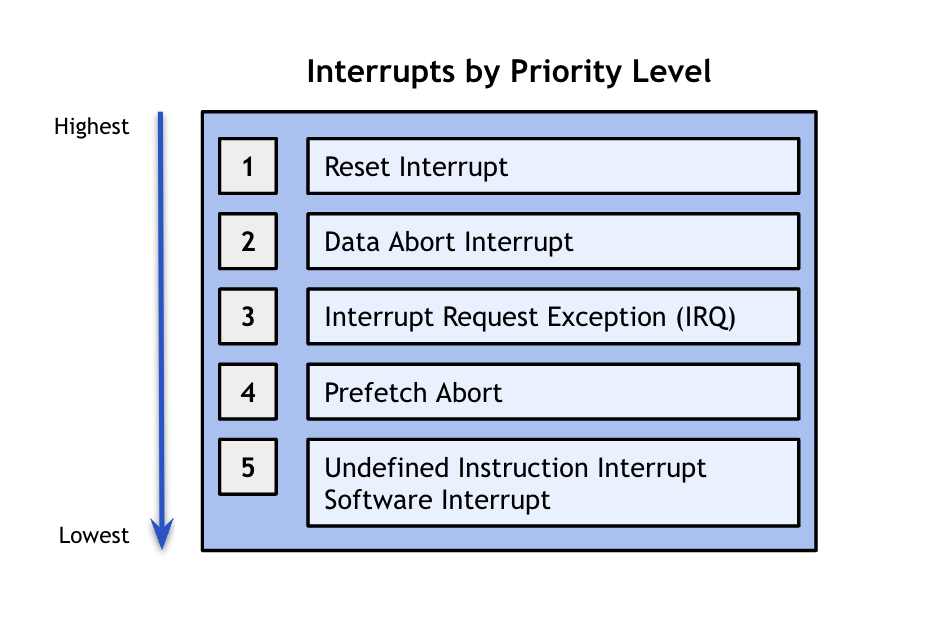 Interrupts by Priority Level
Highest
1
Reset Interrupt
2
Data Abort Interrupt
3
Interrupt Request Exception (IRQ)
4
Prefetch Abort
5
Undefined Instruction Interrupt
Software Interrupt
Lowest